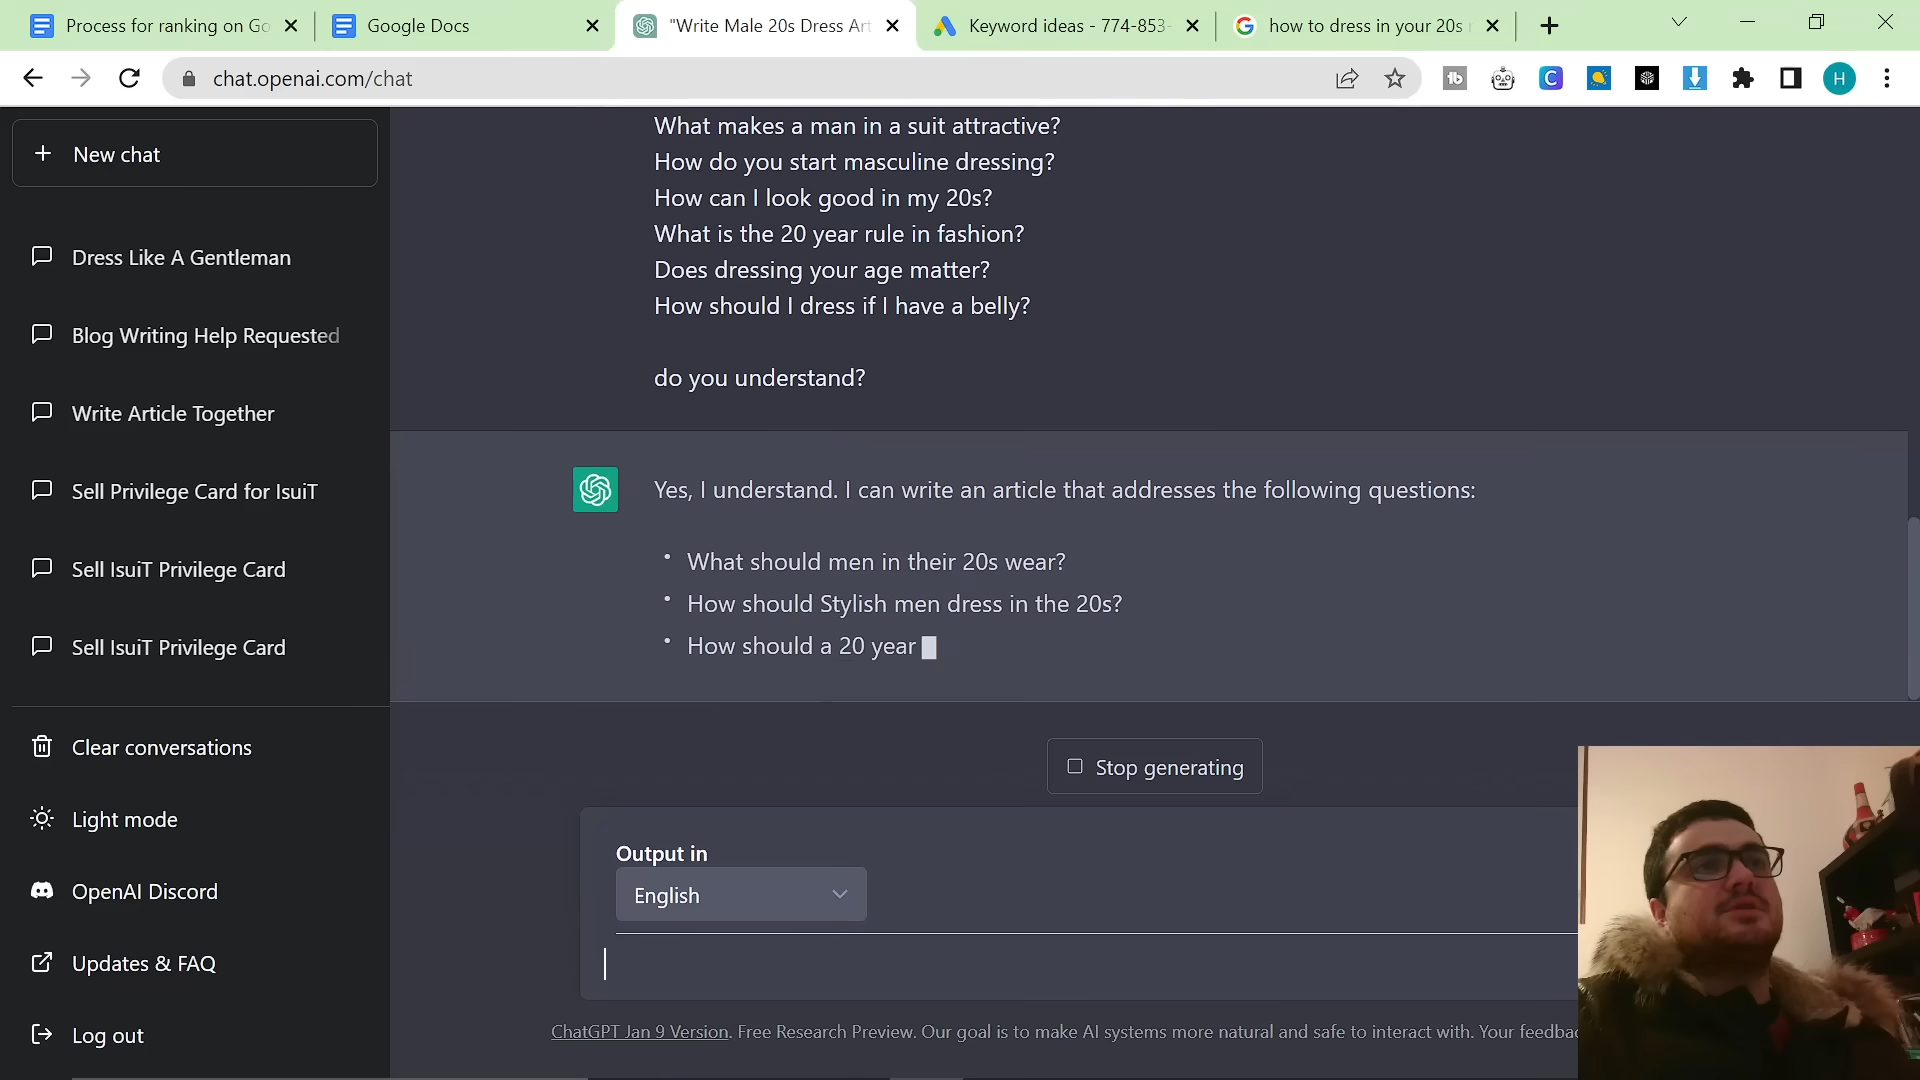 Process for ranking on Go
Google Docs
"Write Male 20s Dress Art
Keyword ideas - 774-853-
how to dress in your 20s
chat.openai.com/chat
H
New chat
Dress Like A Gentleman
Blog Writing Help Requested
Write Article Together
Sell Privilege Card for IsuiT
Sell IsuiT Privilege Card
Sell IsuiT Privilege Card
Clear conversations
Light mode
OpenAI Discord
Updates & FAQ
Log out
What makes a man in a suit attractive?
How do you start masculine dressing?
How can I look good in my 20s?
What is the 20 year rule in fashion?
Does dressing your age matter?
How should I dress if I have a belly?
do you understand?
Yes, I understand. I can write an article that addresses the following questions:
• What should men in their 20s wear?
• How should Stylish men dress in the 20s?
• How should a 20 year
Stop generating
Output in
English
ChatGPT Jan 9 Version. Free Research Preview. Our goal is to make AI systems more natural and safe to interact with. Your feedbac